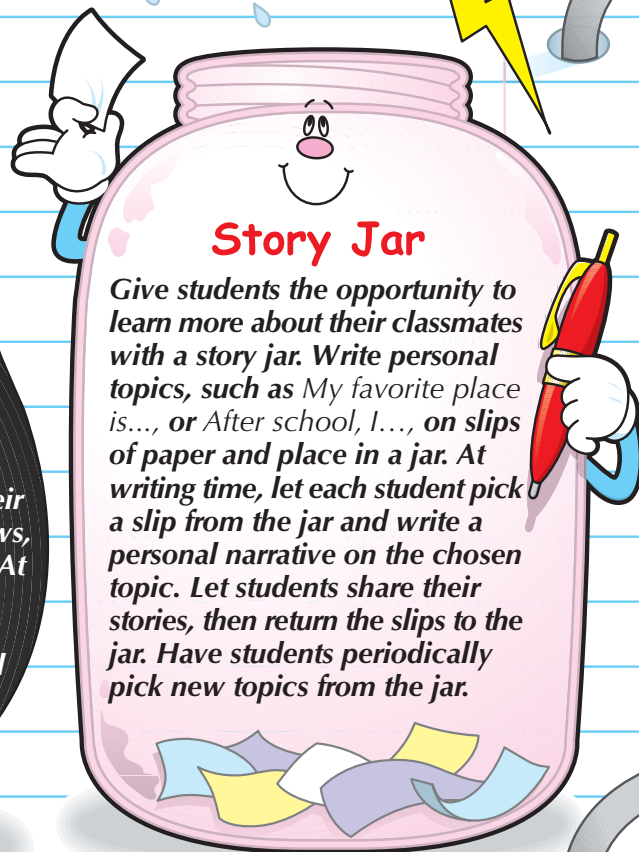 Story Jar
Give students the opportunity to
learn more about their classmates
with a story jar. Write personal
topics, such as My favorite place
is..., or After school, I…, on slips
of paper and place in a jar. At
writing time, let each student pick
a slip from the jar and write a
personal narrative on the chosen
topic. Let students share their
stories, then return the slips to the
jar. Have students periodically
pick new topics from the jar.
At